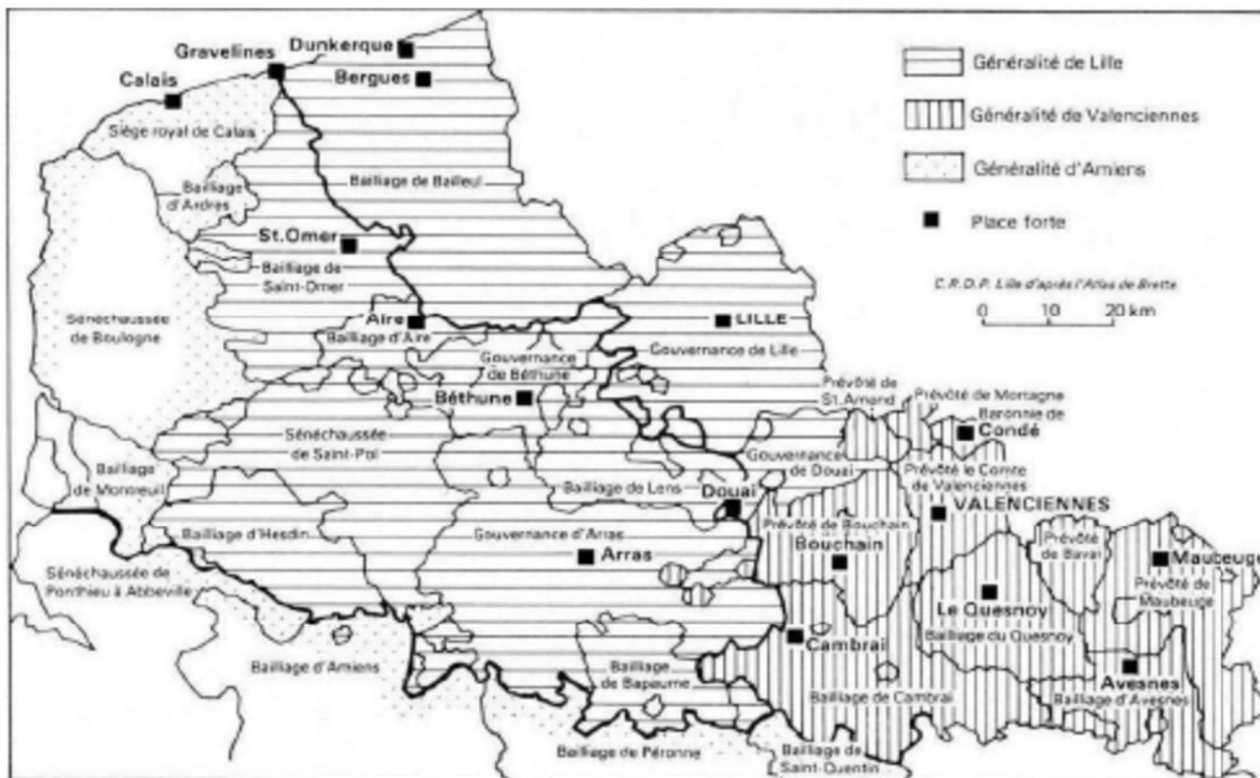 Dunkerque
Gravelines
Bergues
Calais
Siège royal de Calais
Bailliage
d'Ardres
Bailliage de Bailleul
St.Omer
Bailliage de
Saint-Omer
Sénéchaussée
de Boulogne
Aire
Bailliage d'Aire
Gouvernance
de Béthune
Béthune
LILLE
Gouvernance de Lille
Généralité de Lille
Généralité de Valenciennes
Généralité d'Amiens
Place forte
C.R.D.P. Lille d'après l'Atlas de Brette
0 10 20 km
Prévôté de
St.Amand
Prévôté de Mortagne
Baronnie de
Condé
Sénéchaussée
de Saint-Pol
Gouvernance
de Douai
Prévôté le Comte
de Valenciennes
Bailliage
de Montreuil
Bailliage de Lens
Douai
VALENCIENNES
Bailliage d'Hesdin
Gouvernance d'Arras
Prévôté de Bouchain
Bouchain
Prévôté
de Bavai
Arras
Maubeuge
Prévôté de
Maubeuge
Sénéchaussée de
Ponthieu à Abbeville
Le Quesnoy
Bailliage du Quesnoy
Cambrai
Bailliage d'Amiens
Bailliage
de Bapaume
Bailliage de Cambrai
Avesnes
Bailliage d'Avesnes
Bailliage de Péronne
Bailliage de
Saint-Quentin